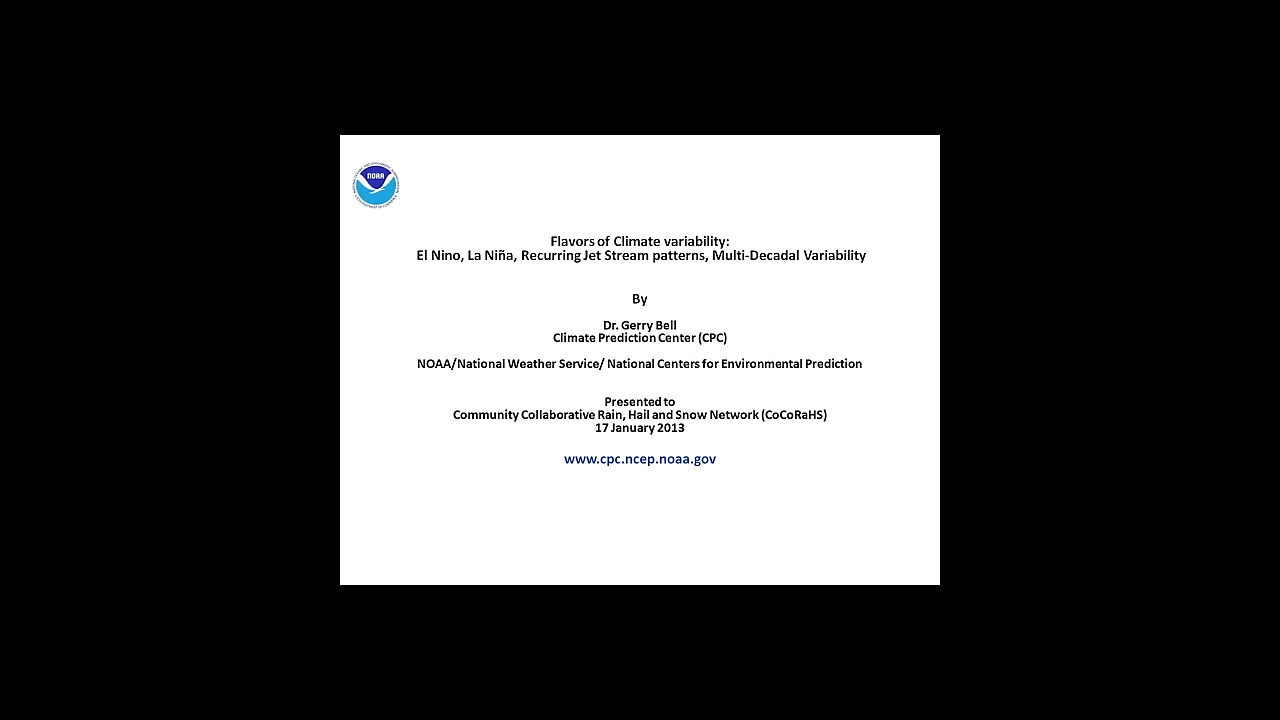 NOAA
Flavors of Climate variability:
El Nino, La Niña, Recurring Jet Stream patterns, Multi-Decadal Variability
By
Dr. Gerry Bell
Climate Prediction Center (CPC)
NOAA/National Weather Service/ National Centers for Environmental Prediction
Presented to
Community Collaborative Rain, Hail and Snow Network (CoCoRaHS)
17 January 2013
www.cpc.ncep.noaa.gov